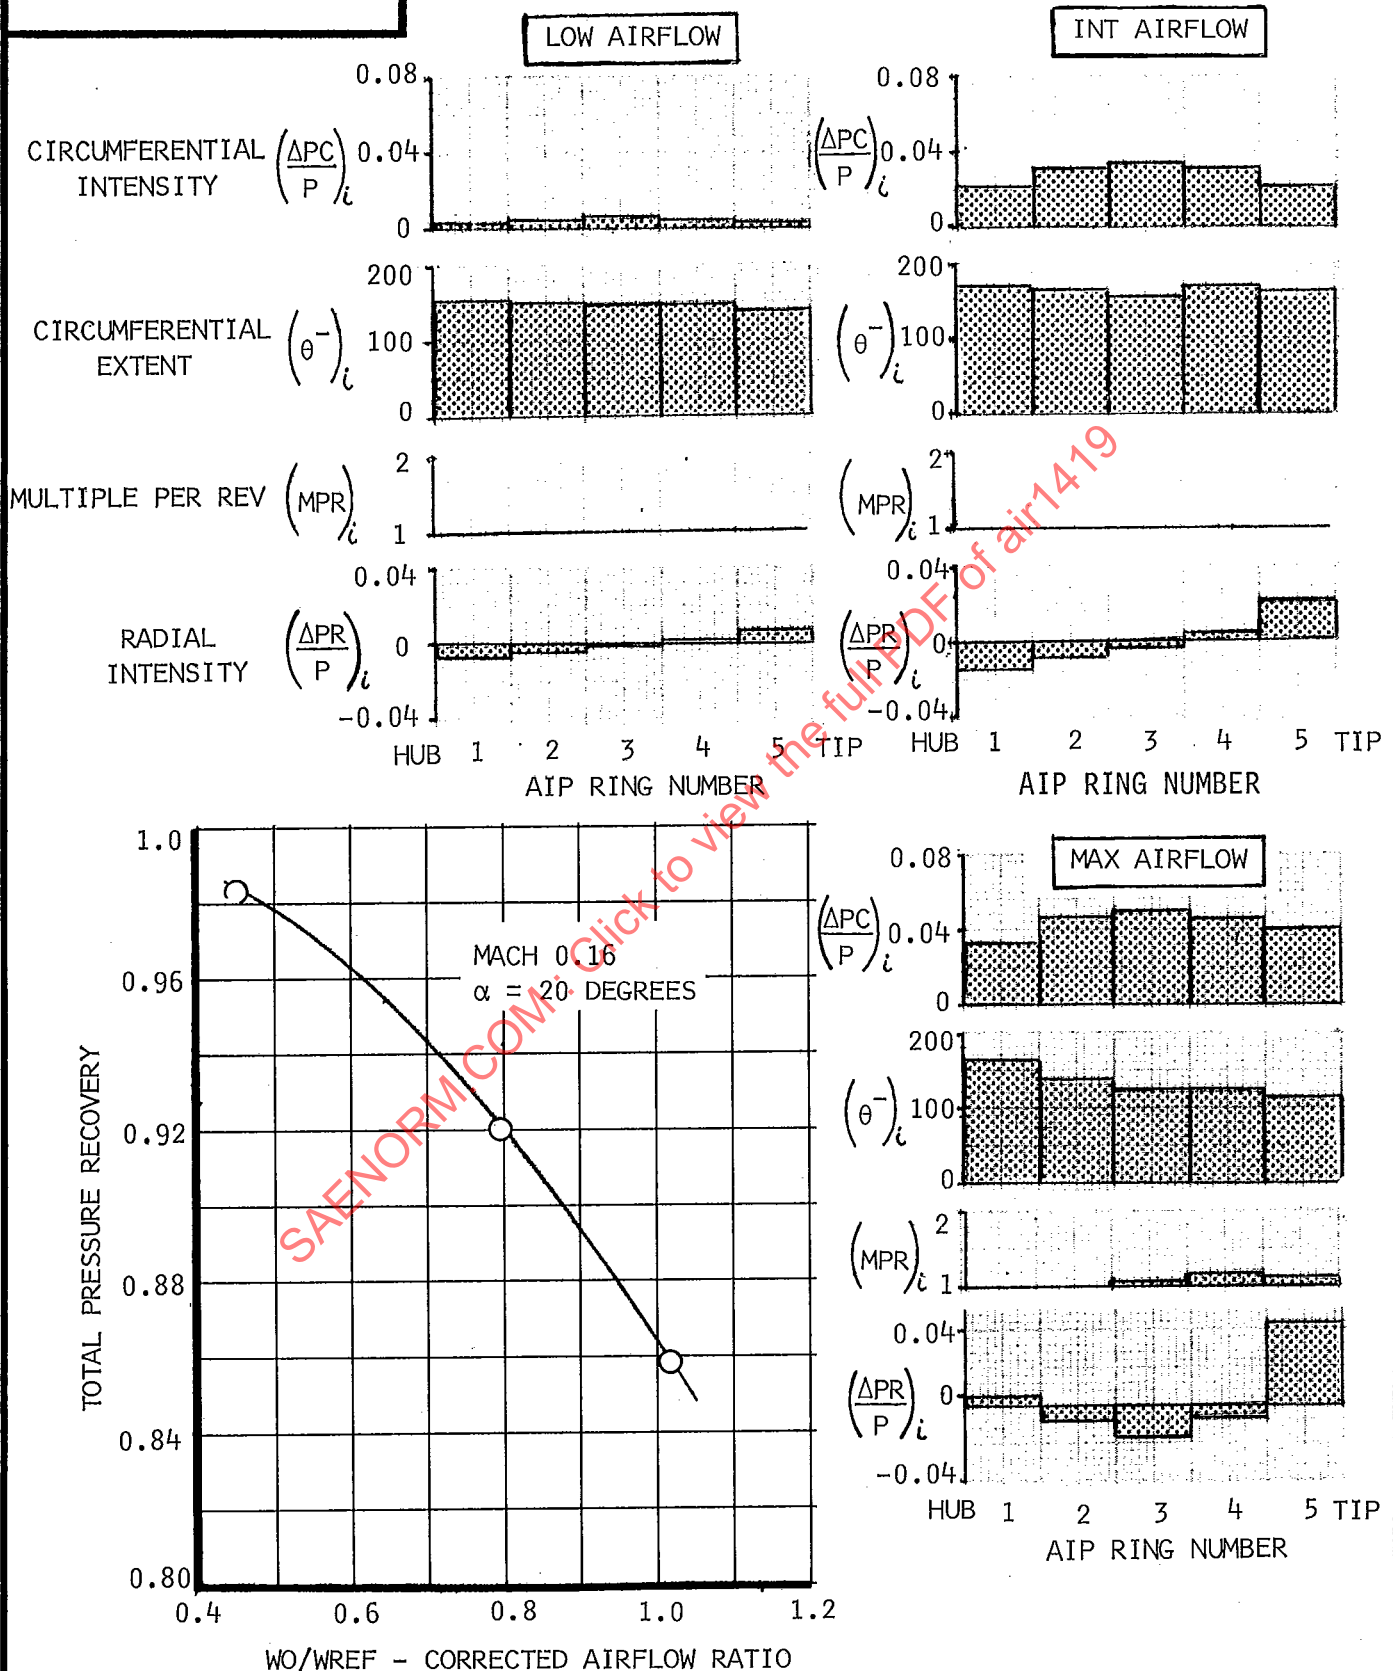 LOW AIRFLOW
INT AIRFLOW
CIRCUMFERENTIAL
INTENSITY
(ΔPC/P)i
0.08
0.04
0
(ΔPC/P)i
0.08
0.04
0
CIRCUMFERENTIAL
EXTENT
(θ⁻)i
200
100
0
(θ⁻)i
200
100
0
MULTIPLE PER REV
(MPR)i
2
1
(MPR)i
2
1
RADIAL
INTENSITY
(ΔPR/P)i
0.04
0
-0.04
(ΔPR/P)i
0.04
0
-0.04
HUB 1 2 3 4 5 TIP
AIP RING NUMBER
HUB 1 2 3 4 5 TIP
AIP RING NUMBER
TOTAL PRESSURE RECOVERY
1.0
0.96
0.92
0.88
0.84
0.80
MACH 0.16
α = 20 DEGREES
0.4 0.6 0.8 1.0 1.2
WO/WREF - CORRECTED AIRFLOW RATIO
MAX AIRFLOW
(ΔPC/P)i
0.08
0.04
0
(θ⁻)i
200
100
0
(MPR)i
2
1
(ΔPR/P)i
0.04
0
-0.04
HUB 1 2 3 4 5 TIP
AIP RING NUMBER
SAENORM.COM : Click to view the full PDF of air1419